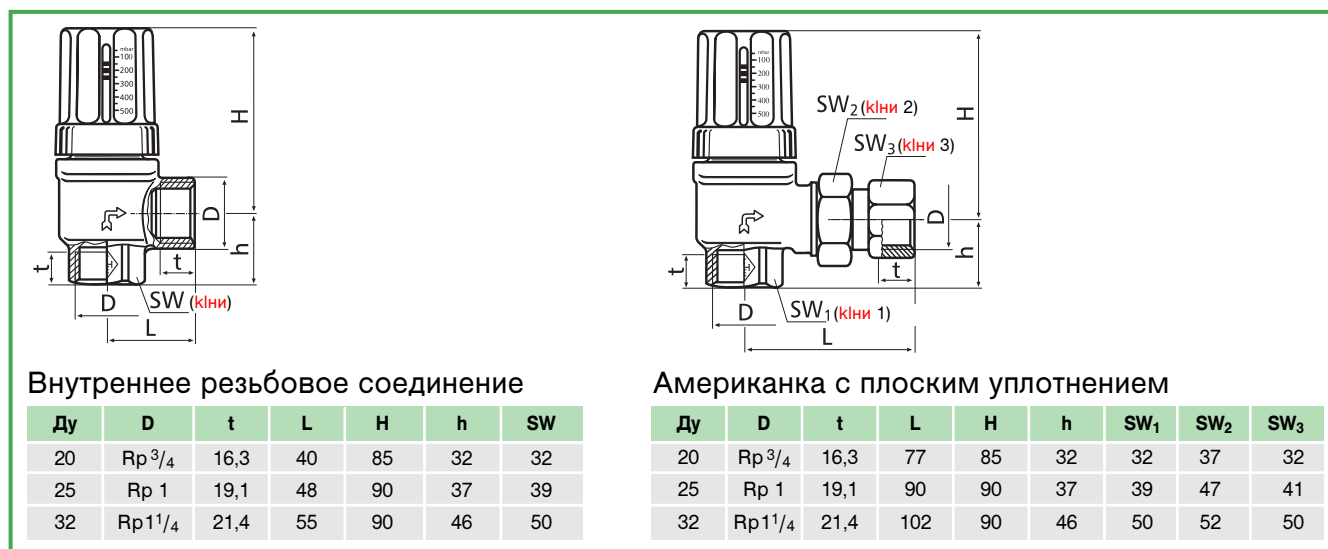 mbar
100
200
300
400
500
H
D
h
t
t
D
SW (kIни)
L
mbar
100
200
300
400
500
SW₂ (kIни 2)
SW₃ (kIни 3)
H
D
h
t
t
D
SW₁ (kIни 1)
L
Внутреннее резьбовое соединение
Ду D t L H h SW
20 Rp 3/4 16,3 40 85 32 32
25 Rp 1 19,1 48 90 37 39
32 Rp1 1/4 21,4 55 90 46 50
Американка с плоским уплотнением
Ду D t L H h SW₁ SW₂ SW₃
20 Rp 3/4 16,3 77 85 32 32 37 32
25 Rp 1 19,1 90 90 37 39 47 41
32 Rp1 1/4 21,4 102 90 46 50 52 50